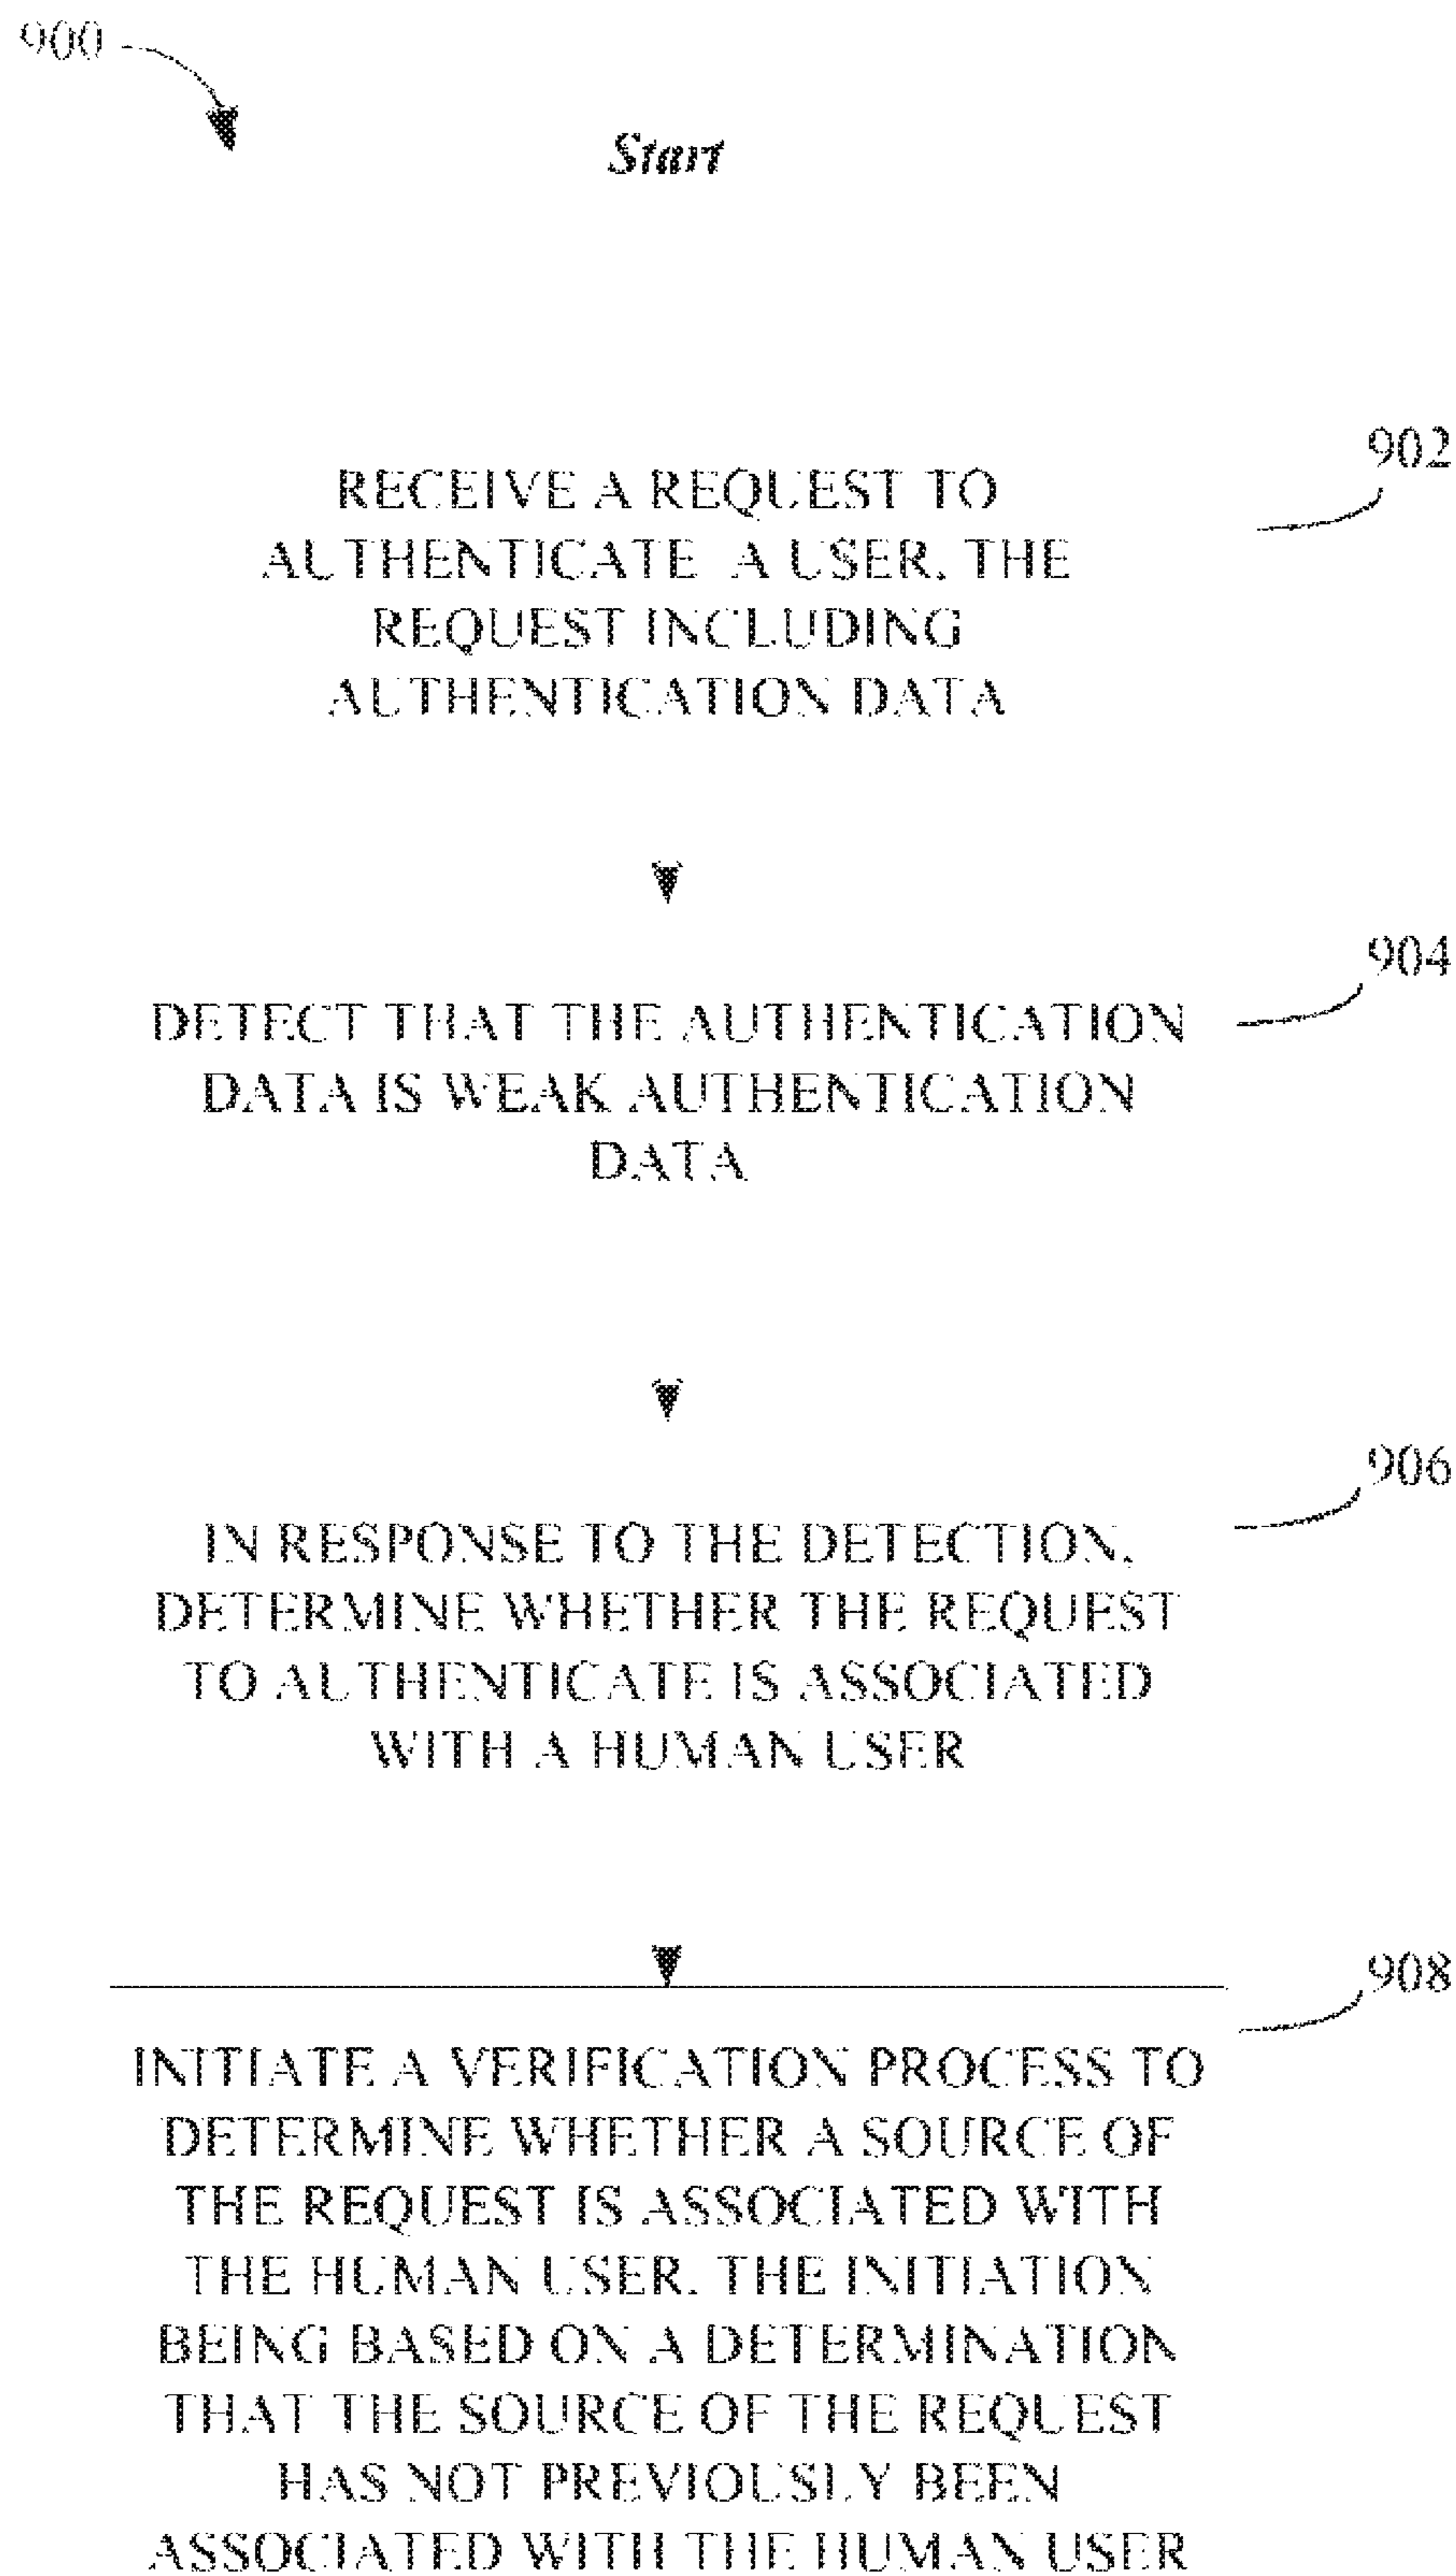 900
Start
902
RECEIVE A REQUEST TO
AUTHENTICATE A USER, THE
REQUEST INCLUDING
AUTHENTICATION DATA
904
DETECT THAT THE AUTHENTICATION
DATA IS WEAK AUTHENTICATION
DATA
906
IN RESPONSE TO THE DETECTION,
DETERMINE WHETHER THE REQUEST
TO AUTHENTICATE IS ASSOCIATED
WITH A HUMAN USER
908
INITIATE A VERIFICATION PROCESS TO
DETERMINE WHETHER A SOURCE OF
THE REQUEST IS ASSOCIATED WITH
THE HUMAN USER, THE INITIATION
BEING BASED ON A DETERMINATION
THAT THE SOURCE OF THE REQUEST
HAS NOT PREVIOUSLY BEEN
ASSOCIATED WITH THE HUMAN USER